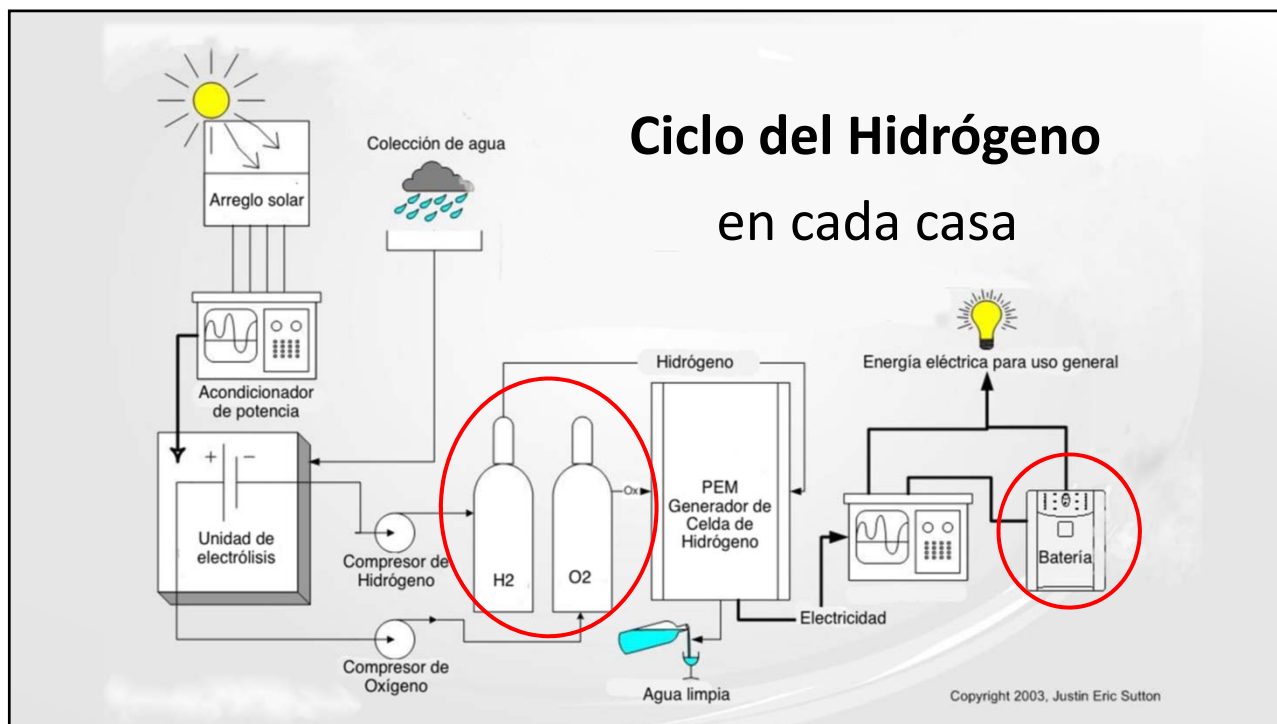 Ciclo del Hidrógeno
en cada casa
Colección de agua
Arreglo solar
Acondicionador
de potencia
+ –
Unidad de
electrólisis
Compresor de
Hidrógeno
Compresor de
Oxígeno
H2
O2
Hidrógeno
Ox
PEM
Generador de
Celda de
Hidrógeno
Agua limpia
Electricidad
Energía eléctrica para uso general
Batería
Copyright 2003, Justin Eric Sutton